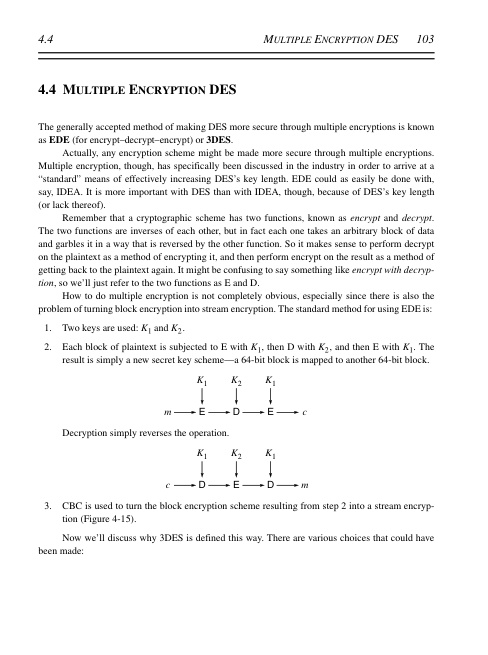 4.4 MULTIPLE ENCRYPTION DES 103
4.4 MULTIPLE ENCRYPTION DES
The generally accepted method of making DES more secure through multiple encryptions is known
as EDE (for encrypt–decrypt–encrypt) or 3DES.
Actually, any encryption scheme might be made more secure through multiple encryptions.
Multiple encryption, though, has specifically been discussed in the industry in order to arrive at a
“standard” means of effectively increasing DES’s key length. EDE could as easily be done with,
say, IDEA. It is more important with DES than with IDEA, though, because of DES’s key length
(or lack thereof).
Remember that a cryptographic scheme has two functions, known as encrypt and decrypt.
The two functions are inverses of each other, but in fact each one takes an arbitrary block of data
and garbles it in a way that is reversed by the other function. So it makes sense to perform decrypt
on the plaintext as a method of encrypting it, and then perform encrypt on the result as a method of
getting back to the plaintext again. It might be confusing to say something like encrypt with decryp-
tion, so we’ll just refer to the two functions as E and D.
How to do multiple encryption is not completely obvious, especially since there is also the
problem of turning block encryption into stream encryption. The standard method for using EDE is:
1. Two keys are used: K1 and K2.
2. Each block of plaintext is subjected to E with K1, then D with K2, and then E with K1. The
result is simply a new secret key scheme—a 64-bit block is mapped to another 64-bit block.
K1 K2 K1
m E D E c
Decryption simply reverses the operation.
K1 K2 K1
c D E D m
3. CBC is used to turn the block encryption scheme resulting from step 2 into a stream encryp-
tion (Figure 4-15).
Now we’ll discuss why 3DES is defined this way. There are various choices that could have
been made: